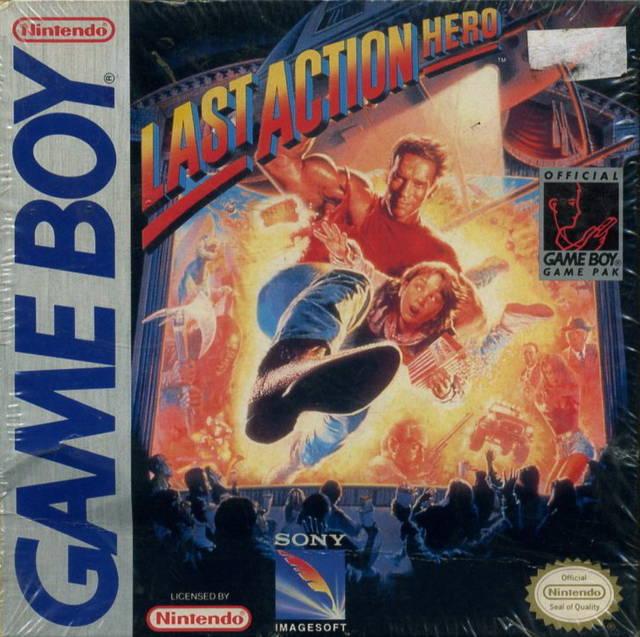 Nintendo
GAME BOY®
LAST ACTION HERO™
OFFICIAL
GAME BOY®
GAME PAK
SONY
IMAGESOFT
LICENSED BY
Nintendo
Official
Nintendo
Seal of Quality